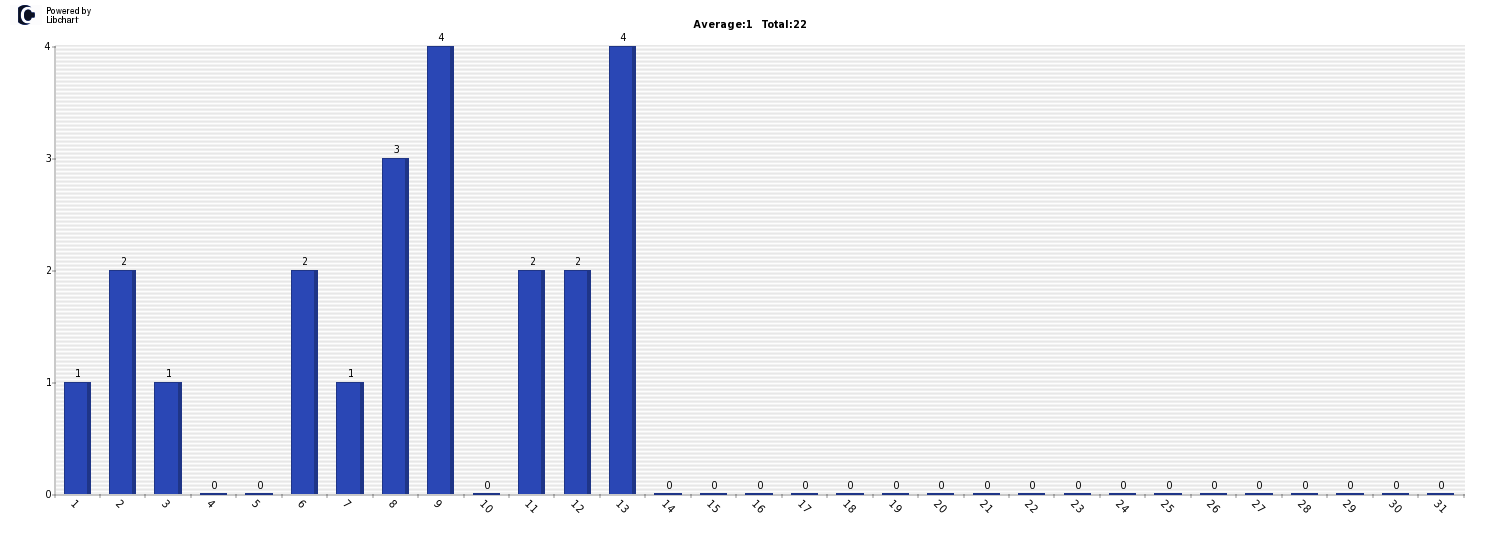 Powered by
Libchart
Average:1 Total:22
4
3
2
1
0
1 2 1 0 0 2 1 3 4 0 2 2 4 0 0 0 0 0 0 0 0 0 0 0 0 0 0 0 0 0 0
1 2 3 4 5 6 7 8 9 10 11 12 13 14 15 16 17 18 19 20 21 22 23 24 25 26 27 28 29 30 31